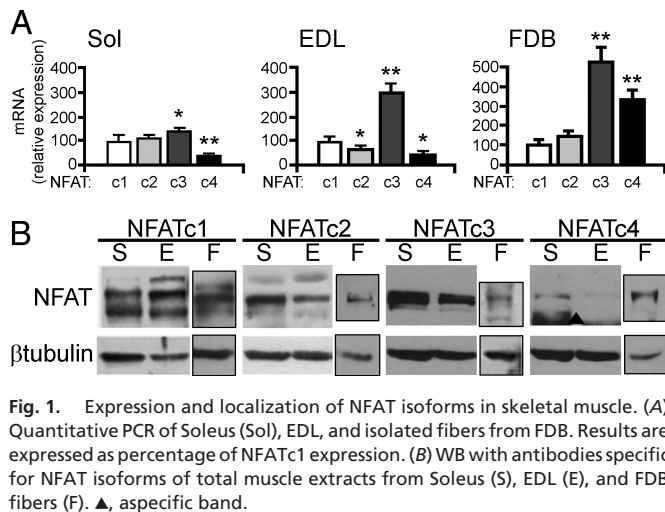 A
Sol
EDL
FDB
mRNA
(relative expression)
400
300
200
100
0
*
**
NFAT: c1 c2 c3 c4
400
300
200
100
0
*
**
*
NFAT: c1 c2 c3 c4
500
400
300
200
100
0
**
**
NFAT: c1 c2 c3 c4
B
NFATc1 NFATc2 NFATc3 NFATc4
S E F S E F S E F S E F
NFAT
▲
βtubulin
Fig. 1. Expression and localization of NFAT isoforms in skeletal muscle. (A)
Quantitative PCR of Soleus (Sol), EDL, and isolated fibers from FDB. Results are
expressed as percentage of NFATc1 expression. (B) WB with antibodies specific
for NFAT isoforms of total muscle extracts from Soleus (S), EDL (E), and FDB
fibers (F). ▲, aspecific band.